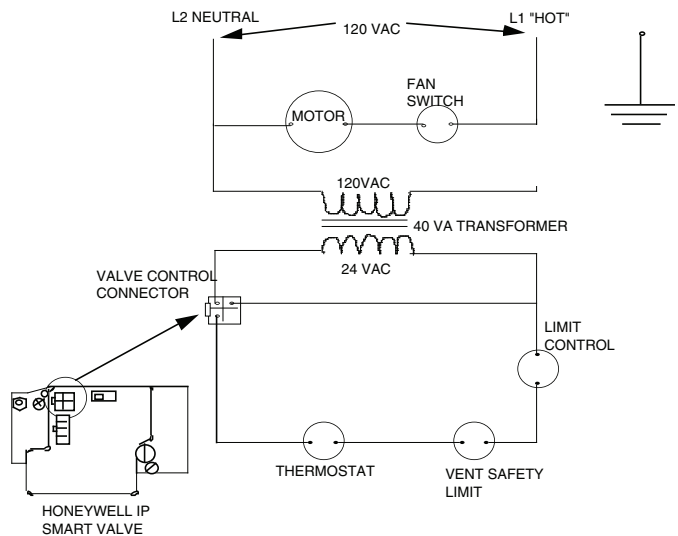 L2 NEUTRAL
120 VAC
L1 "HOT"
FAN
SWITCH
MOTOR
120VAC
40 VA TRANSFORMER
24 VAC
VALVE CONTROL
CONNECTOR
LIMIT
CONTROL
THERMOSTAT
VENT SAFETY
LIMIT
HONEYWELL IP
SMART VALVE